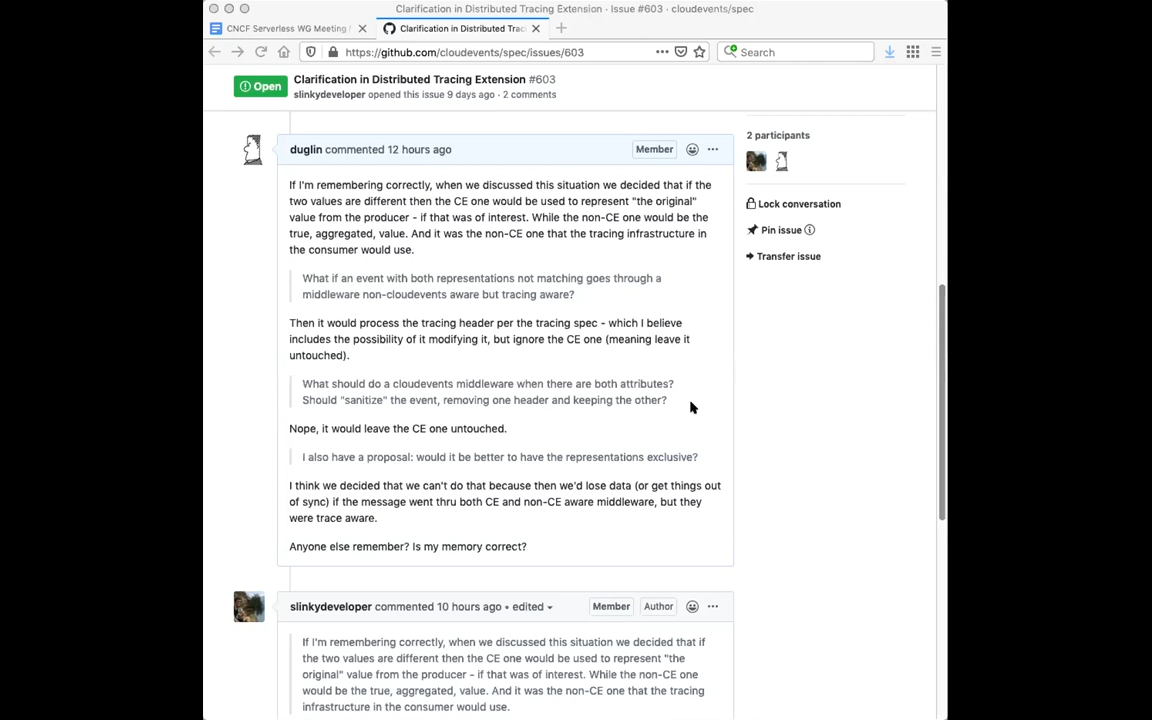 Clarification in Distributed Tracing Extension · Issue #603 · cloudevents/spec
CNCF Serverless WG Meeting
Clarification in Distributed Trac
https://github.com/cloudevents/spec/issues/603
Search
Open
Clarification in Distributed Tracing Extension #603
slinkydeveloper opened this issue 9 days ago · 2 comments
duglin commented 12 hours ago
Member
If I'm remembering correctly, when we discussed this situation we decided that if the
two values are different then the CE one would be used to represent "the original"
value from the producer - if that was of interest. While the non-CE one would be the
true, aggregated, value. And it was the non-CE one that the tracing infrastructure in
the consumer would use.
What if an event with both representations not matching goes through a
middleware non-cloudevents aware but tracing aware?
Then it would process the tracing header per the tracing spec - which I believe
includes the possibility of it modifying it, but ignore the CE one (meaning leave it
untouched).
What should do a cloudevents middleware when there are both attributes?
Should "sanitize" the event, removing one header and keeping the other?
Nope, it would leave the CE one untouched.
I also have a proposal: would it be better to have the representations exclusive?
I think we decided that we can't do that because then we'd lose data (or get things out
of sync) if the message went thru both CE and non-CE aware middleware, but they
were trace aware.
Anyone else remember? Is my memory correct?
2 participants
Lock conversation
Pin issue
Transfer issue
slinkydeveloper commented 10 hours ago • edited
Member
Author
If I'm remembering correctly, when we discussed this situation we decided that if
the two values are different then the CE one would be used to represent "the
original" value from the producer - if that was of interest. While the non-CE one
would be the true, aggregated, value. And it was the non-CE one that the tracing
infrastructure in the consumer would use.